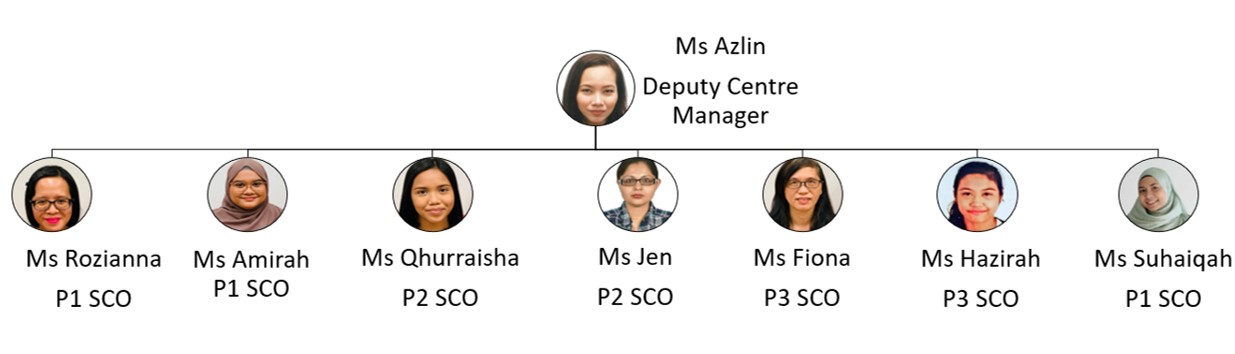 Ms Azlin
Deputy Centre
Manager
Ms Rozianna
P1 SCO
Ms Amirah
P1 SCO
Ms Qhurraisha
P2 SCO
Ms Jen
P2 SCO
Ms Fiona
P3 SCO
Ms Hazirah
P3 SCO
Ms Suhaiqah
P1 SCO